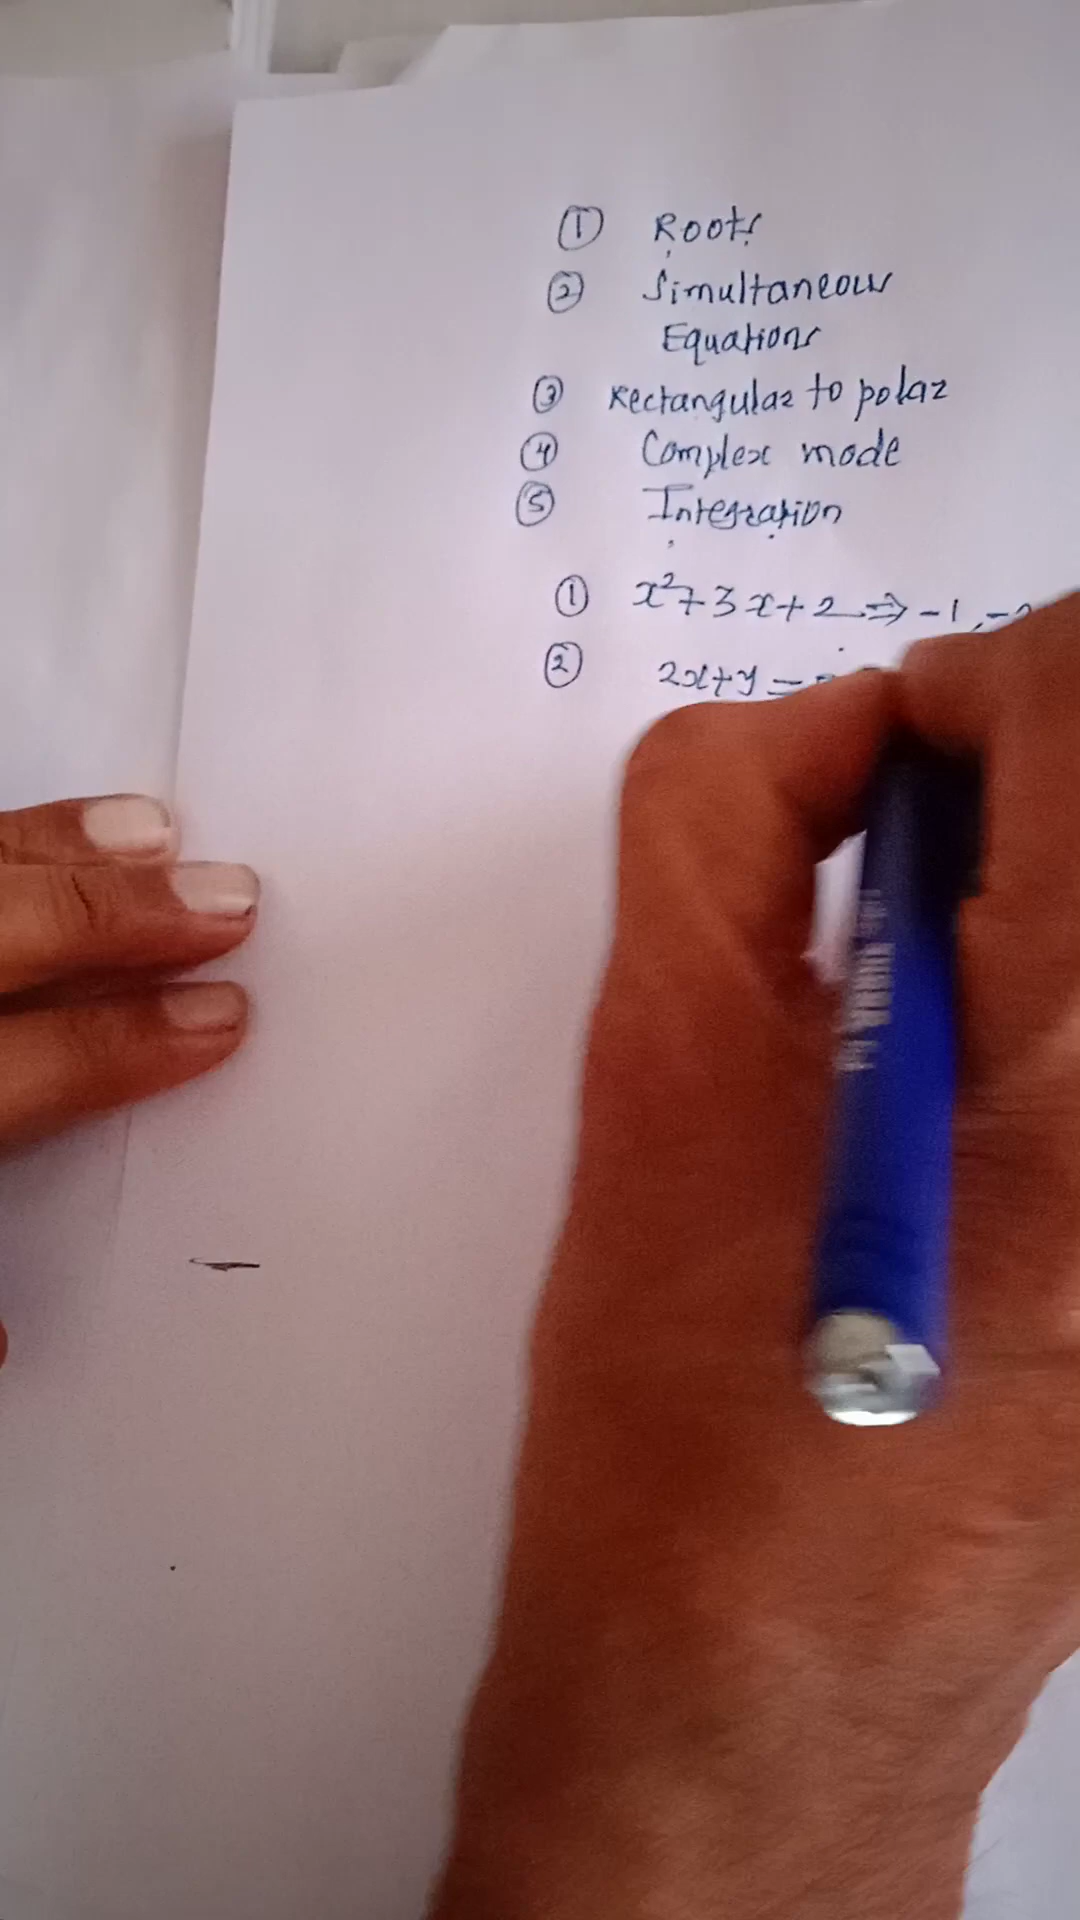 ① Roots
② Simultaneous
Equations
③ Rectangular to polar
④ Complex mode
⑤ Integration
① x²+3x+2 ⇒ -1, -2
② 2x+y =